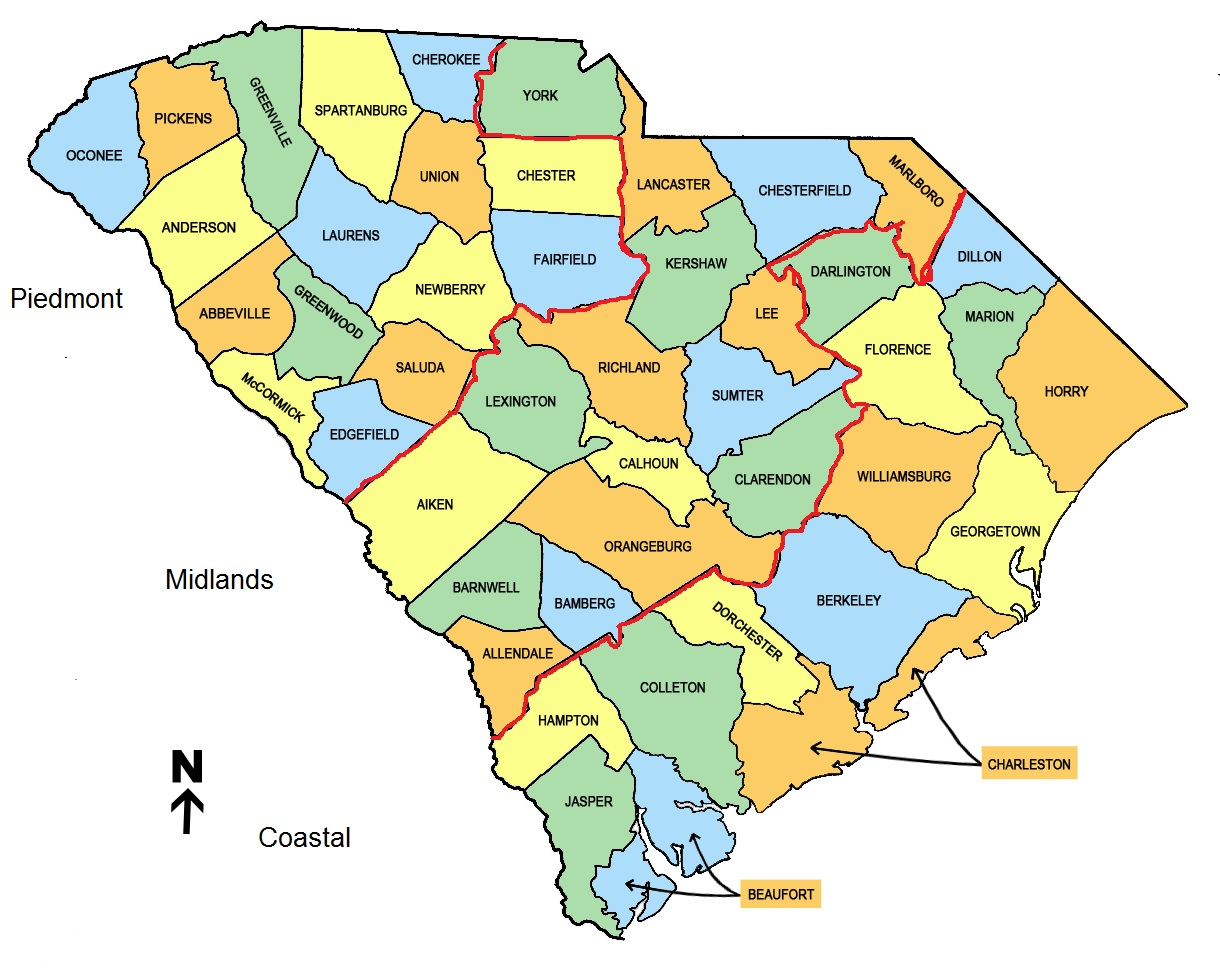 CHEROKEE
YORK
GREENVILLE
SPARTANBURG
PICKENS
OCONEE
UNION
CHESTER
LANCASTER
CHESTERFIELD
MARLBORO
ANDERSON
LAURENS
FAIRFIELD
KERSHAW
DARLINGTON
DILLON
Piedmont
ABBEVILLE
GREENWOOD
NEWBERRY
LEE
MARION
SALUDA
RICHLAND
FLORENCE
McCORMICK
LEXINGTON
SUMTER
HORRY
EDGEFIELD
CALHOUN
CLARENDON
WILLIAMSBURG
AIKEN
GEORGETOWN
ORANGEBURG
Midlands
BARNWELL
BAMBERG
BERKELEY
DORCHESTER
ALLENDALE
COLLETON
HAMPTON
CHARLESTON
N
JASPER
Coastal
BEAUFORT